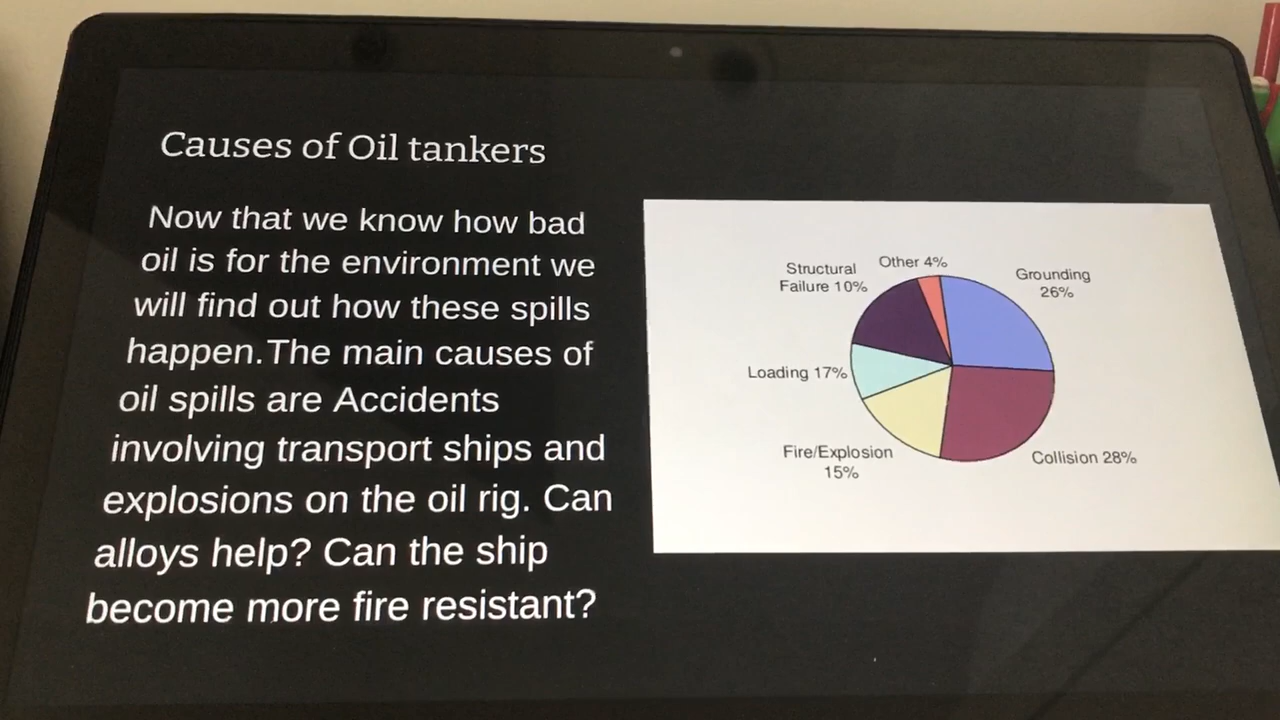 Causes of Oil tankers
Now that we know how bad
oil is for the environment we
will find out how these spills
happen.The main causes of
oil spills are Accidents
involving transport ships and
explosions on the oil rig. Can
alloys help? Can the ship
become more fire resistant?
Other 4%
Structural
Failure 10%
Grounding
26%
Loading 17%
Fire/Explosion
15%
Collision 28%